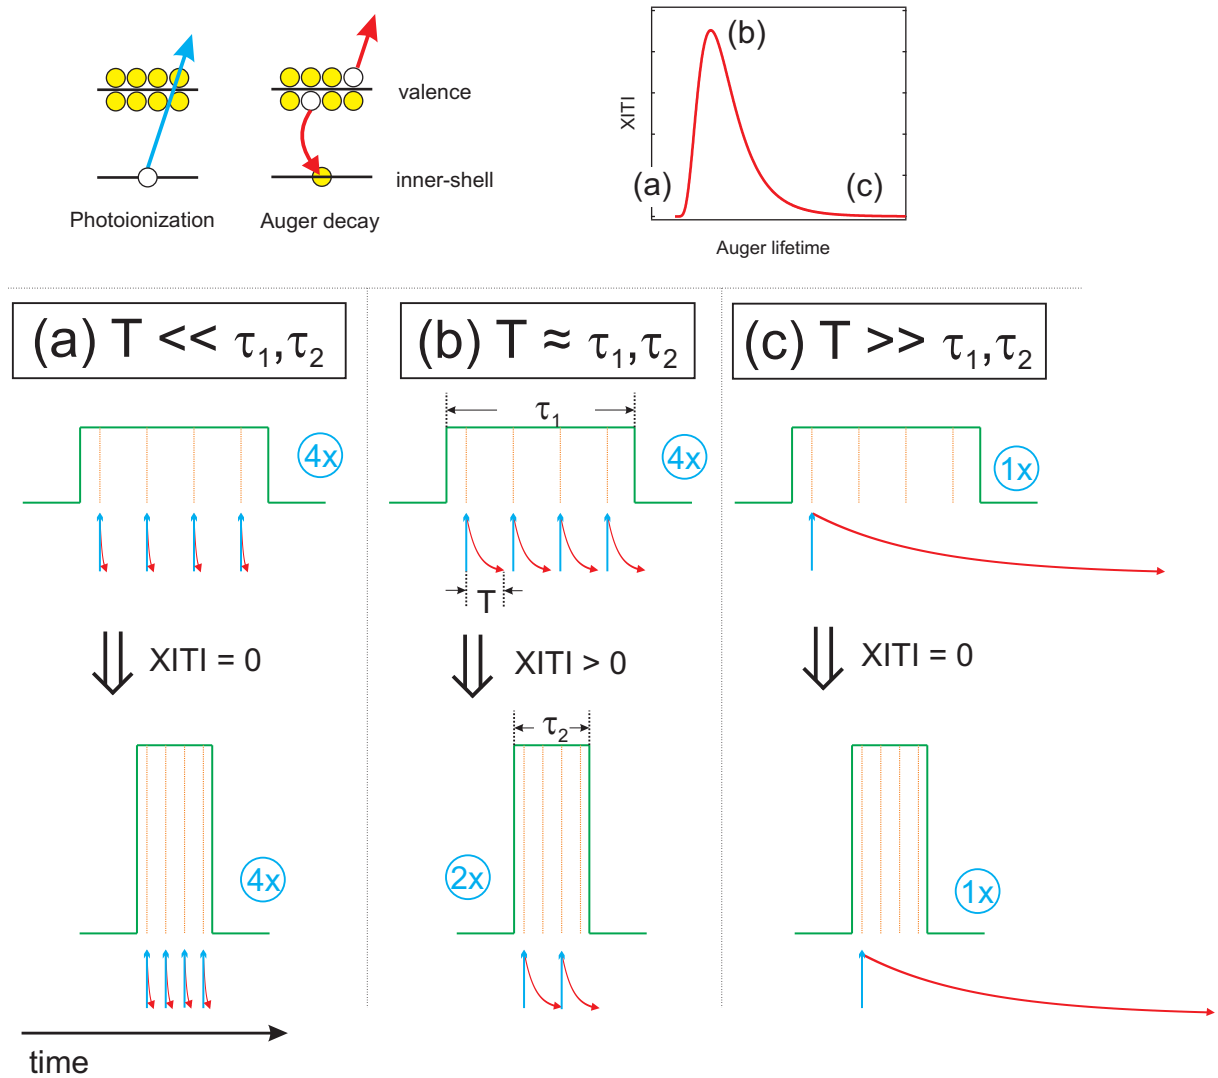 valence
inner-shell
Photoionization
Auger decay
XITI
(a)
(b)
(c)
Auger lifetime
(a) T << τ1,τ2
(b) T ≈ τ1,τ2
(c) T >> τ1,τ2
4x
τ1
4x
1x
T
XITI = 0
XITI > 0
XITI = 0
τ2
4x
2x
1x
time